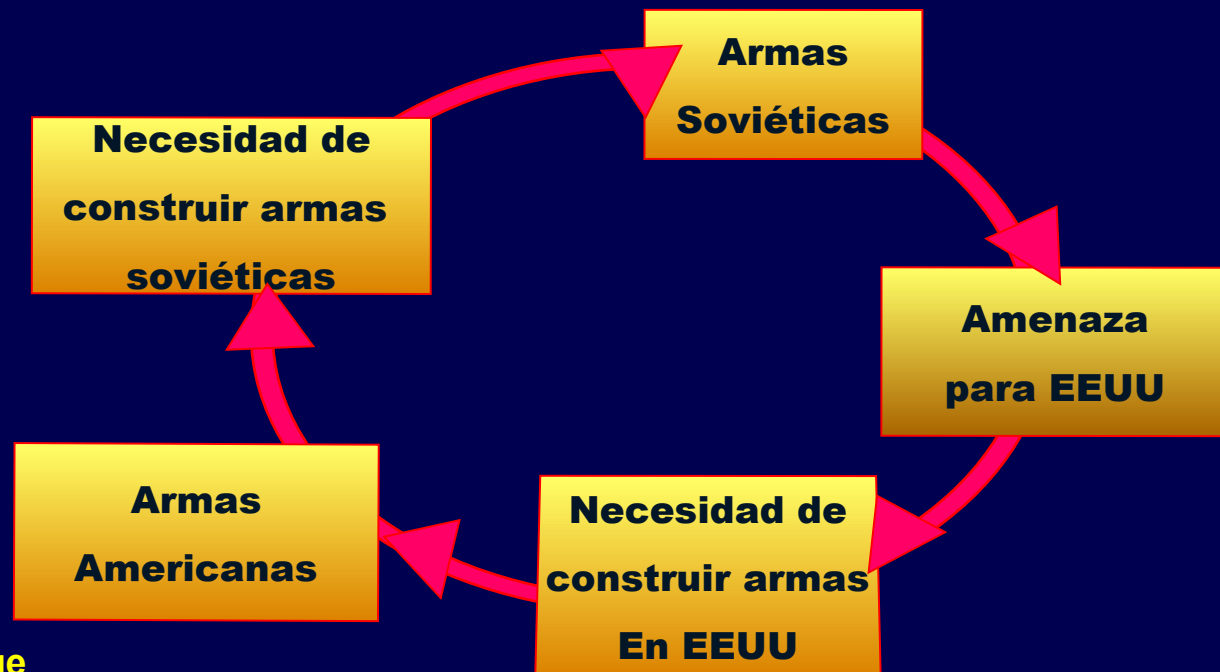 Armas
Soviéticas
Necesidad de
construir armas
soviéticas
Amenaza
para EEUU
Necesidad de
construir armas
En EEUU
Armas
Americanas